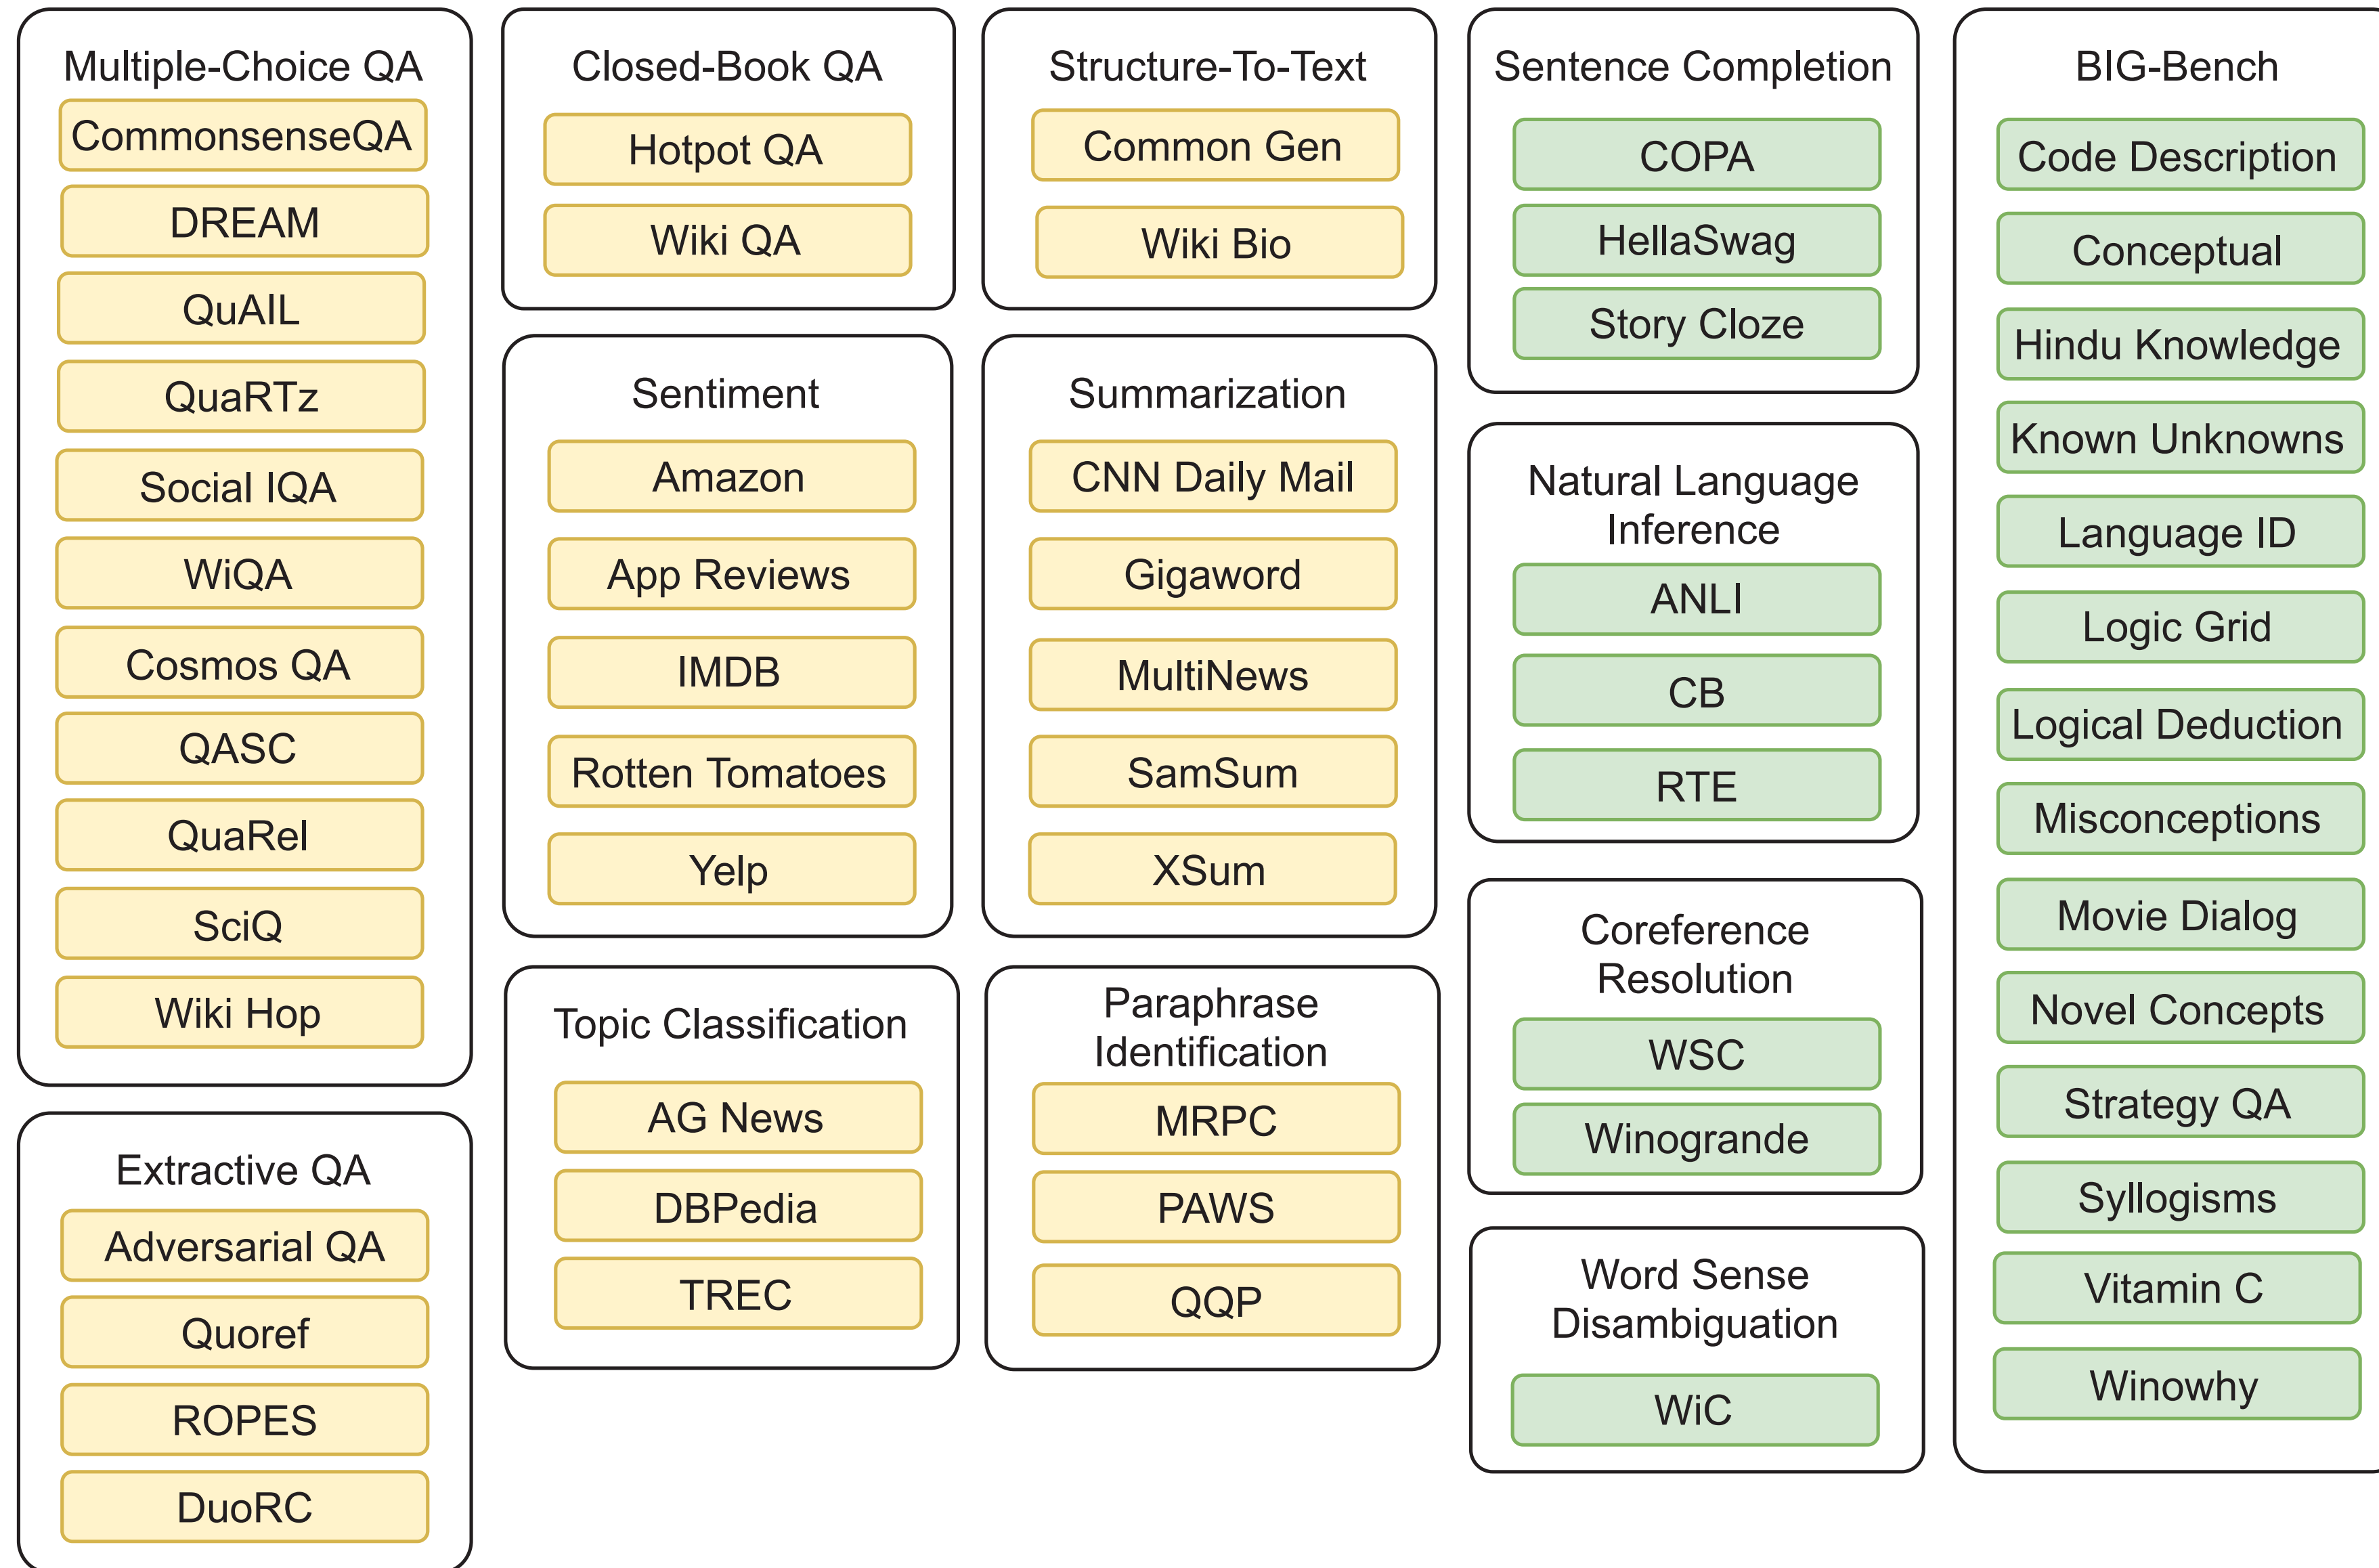 Multiple-Choice QA
CommonsenseQA
DREAM
QuAIL
QuaRTz
Social IQA
WiQA
Cosmos QA
QASC
QuaRel
SciQ
Wiki Hop
Extractive QA
Adversarial QA
Quoref
ROPES
DuoRC
Closed-Book QA
Hotpot QA
Wiki QA
Sentiment
Amazon
App Reviews
IMDB
Rotten Tomatoes
Yelp
Topic Classification
AG News
DBPedia
TREC
Structure-To-Text
Common Gen
Wiki Bio
Summarization
CNN Daily Mail
Gigaword
MultiNews
SamSum
XSum
Paraphrase
Identification
MRPC
PAWS
QQP
Sentence Completion
COPA
HellaSwag
Story Cloze
Natural Language
Inference
ANLI
CB
RTE
Coreference
Resolution
WSC
Winogrande
Word Sense
Disambiguation
WiC
BIG-Bench
Code Description
Conceptual
Hindu Knowledge
Known Unknowns
Language ID
Logic Grid
Logical Deduction
Misconceptions
Movie Dialog
Novel Concepts
Strategy QA
Syllogisms
Vitamin C
Winowhy